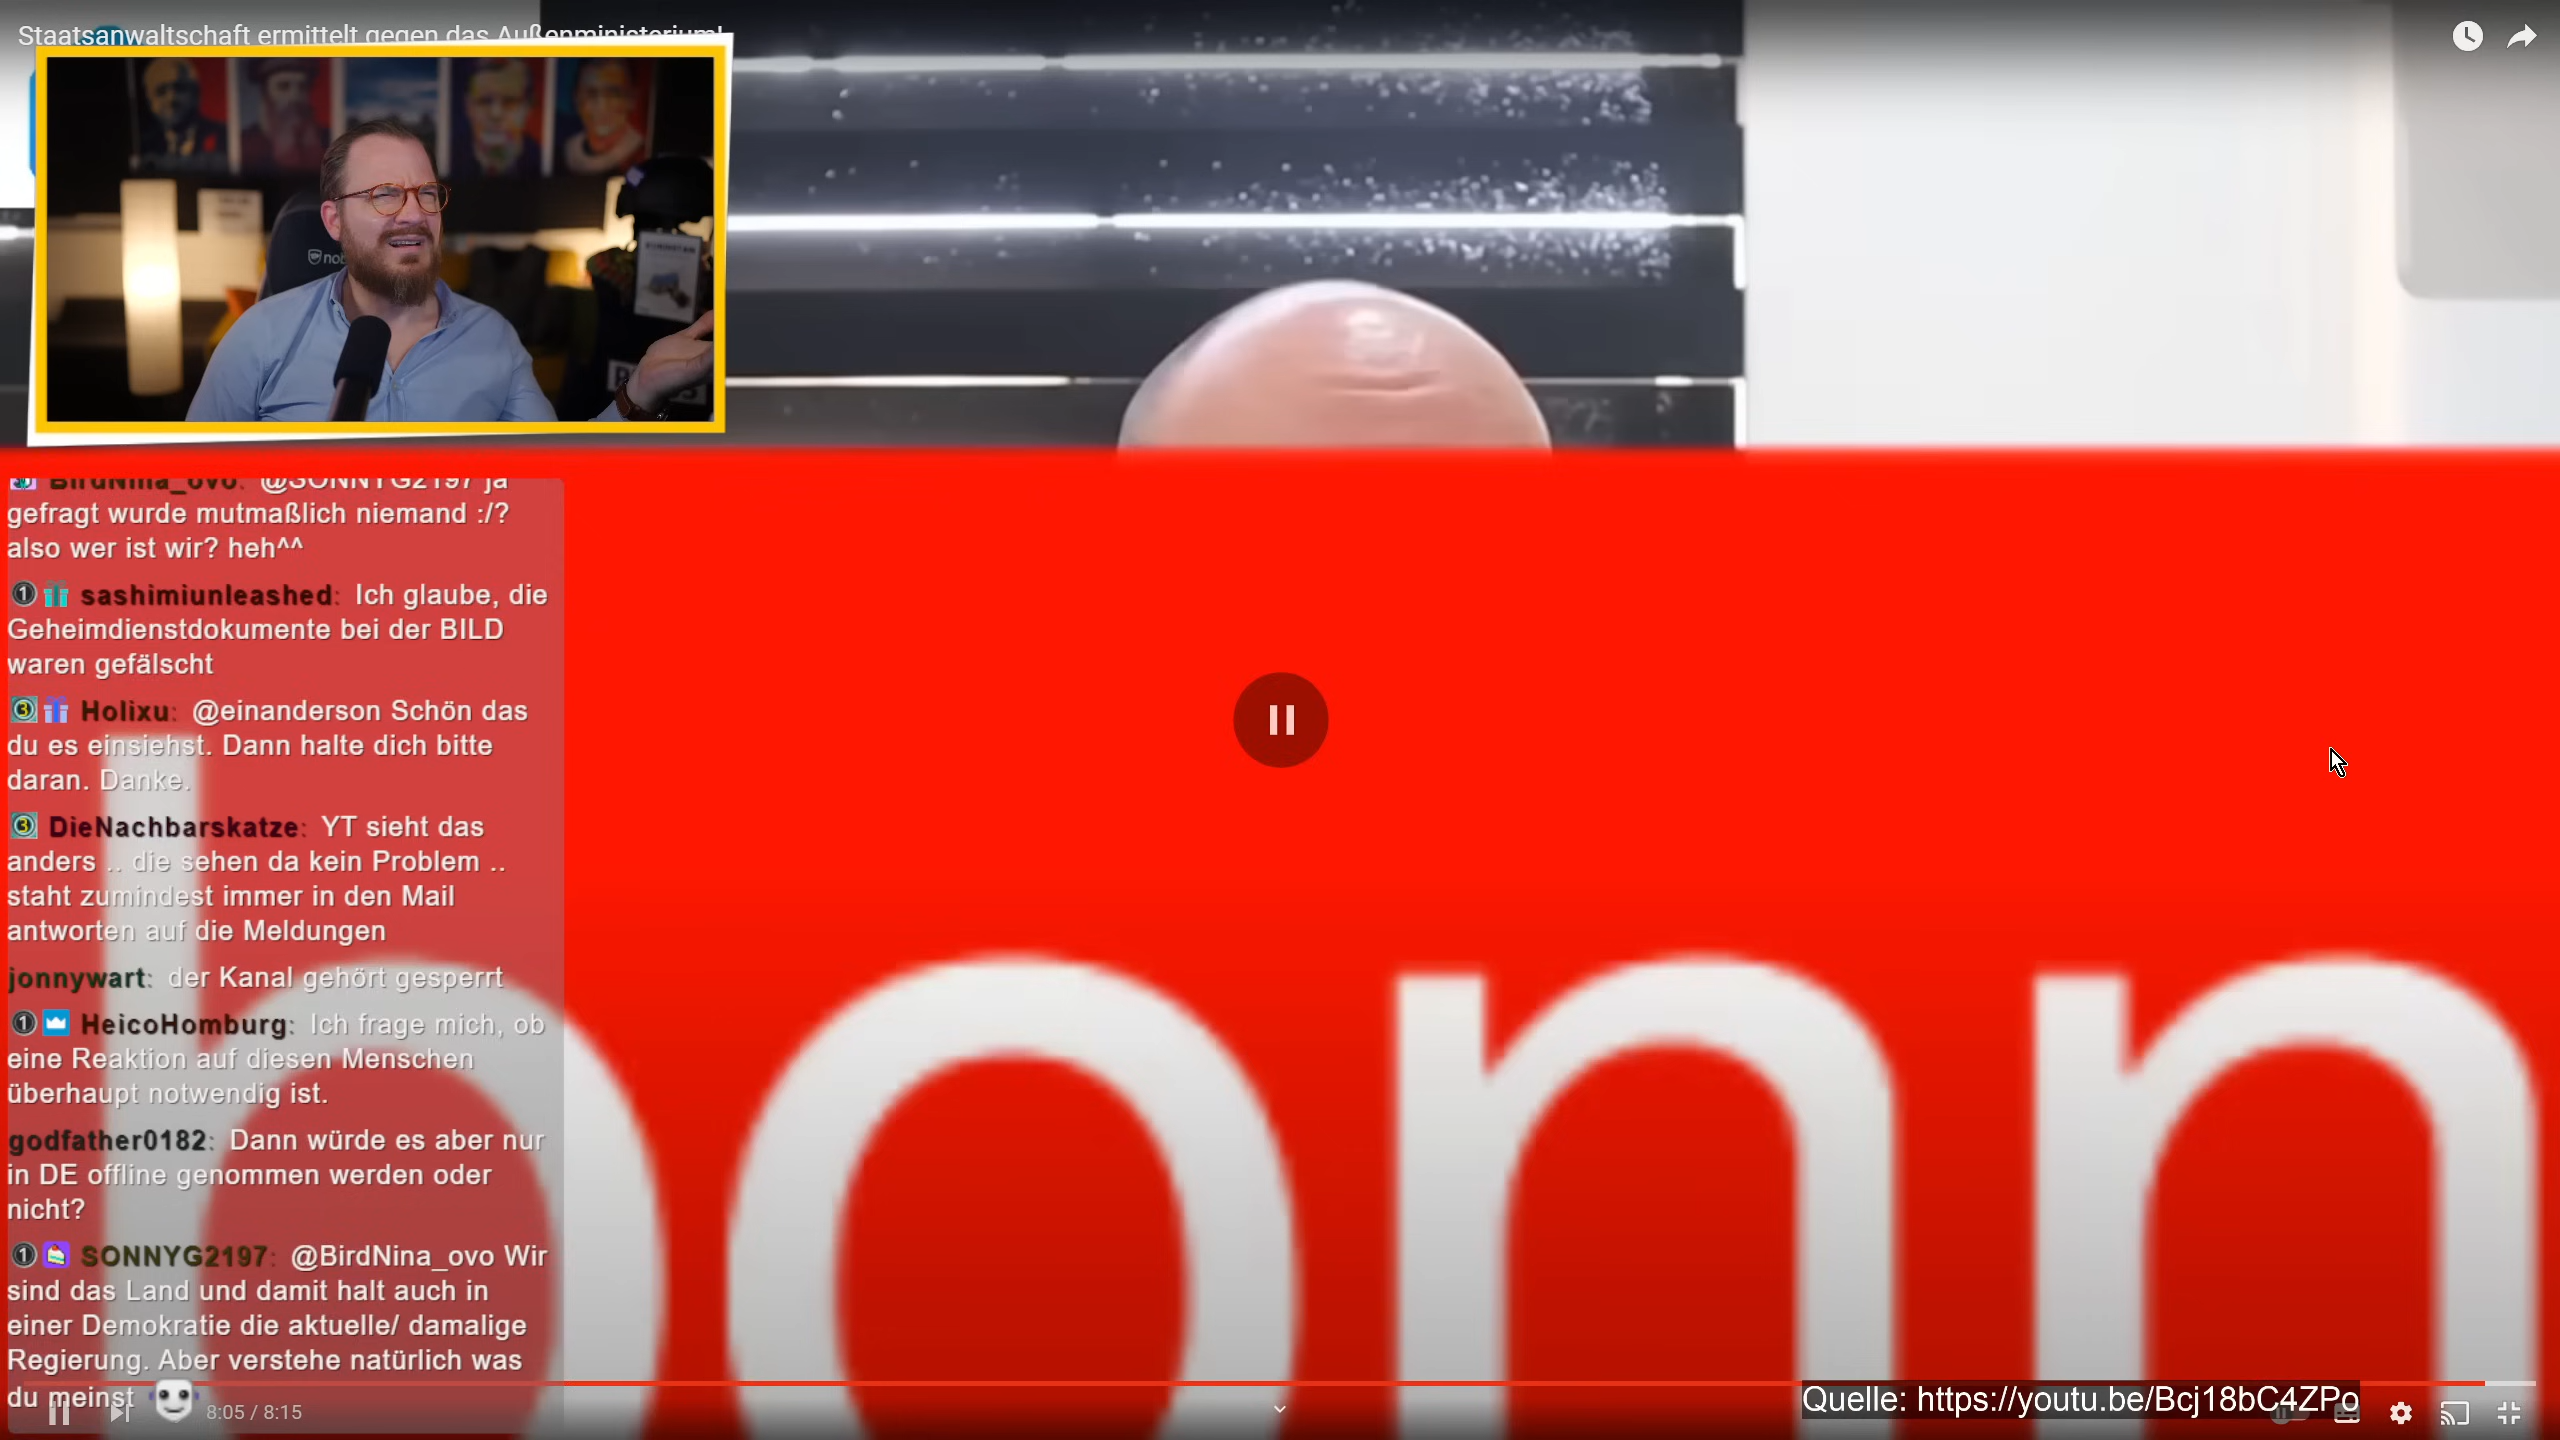 Staatsanwaltschaft ermittelt gegen das Außenministerium!
BirdNina_ovo: @SONNYG2197 ja
gefragt wurde mutmaßlich niemand :/?
also wer ist wir? heh^^
sashimiunleashed: Ich glaube, die
Geheimdienstdokumente bei der BILD
waren gefälscht
Holixu: @einanderson Schön das
du es einsiehst. Dann halte dich bitte
daran. Danke.
DieNachbarskatze: YT sieht das
anders .. die sehen da kein Problem ..
staht zumindest immer in den Mail
antworten auf die Meldungen
jonnywart: der Kanal gehört gesperrt
HeicoHomburg: Ich frage mich, ob
eine Reaktion auf diesen Menschen
überhaupt notwendig ist.
godfather0182: Dann würde es aber nur
in DE offline genommen werden oder
nicht?
SONNYG2197: @BirdNina_ovo Wir
sind das Land und damit halt auch in
einer Demokratie die aktuelle/ damalige
Regierung. Aber verstehe natürlich was
du meinst
bonn
8:05 / 8:15
Quelle: https://youtu.be/Bcj18bC4ZPo